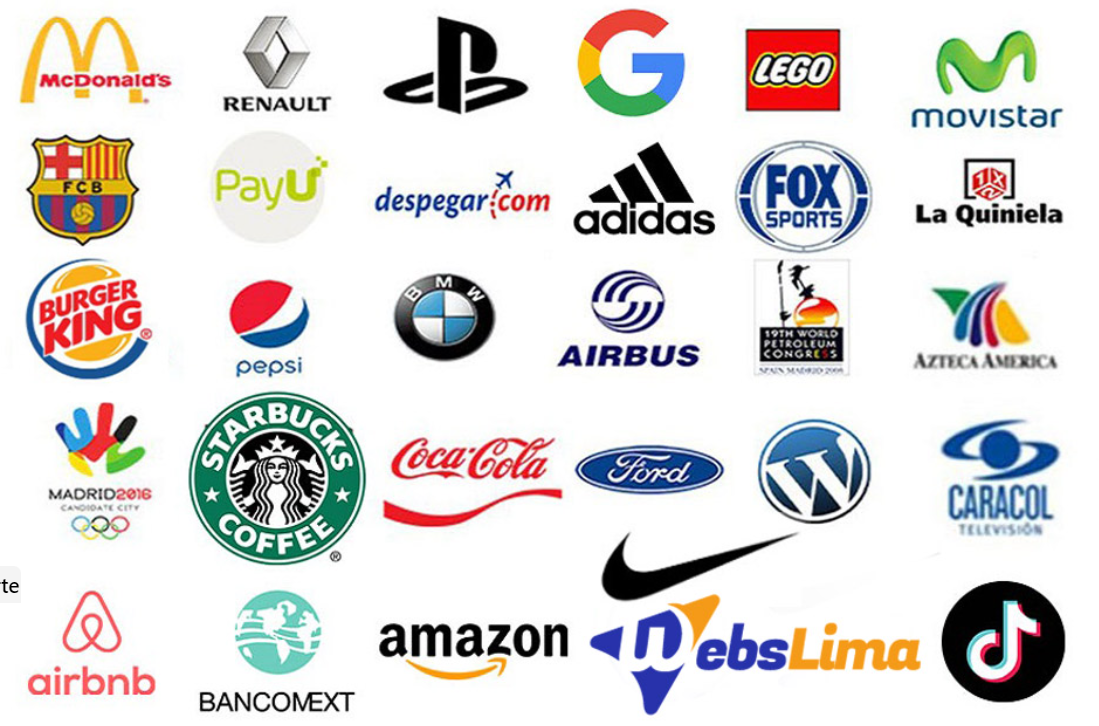 McDonald's
RENAULT
LEGO
movistar
FCB
PayU
despegar.com
adidas
FOX
SPORTS
1X2
La Quiniela
BURGER
KING
®
pepsi
BMW
AIRBUS
19TH WORLD
PETROLEUM
CONGRESS
SPAIN MADRID 2008
AZTECA AMERICA
MADRID2016
CANDIDATE CITY
STARBUCKS
COFFEE
®
Coca-Cola
Ford
W
CARACOL
TELEVISIÓN
te
airbnb
BANCOMEXT
amazon
WebsLima